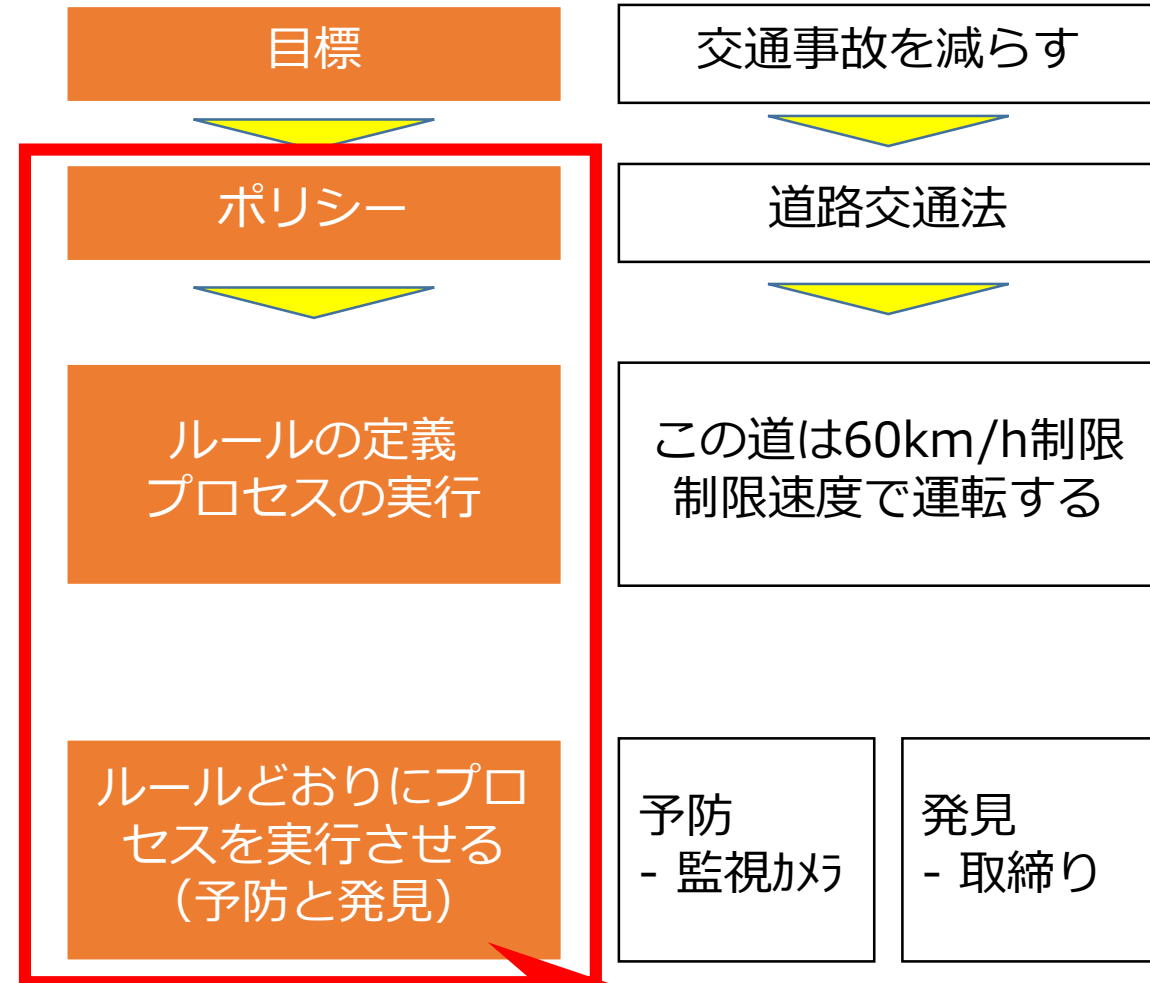 目標
交通事故を減らす
ポリシー
道路交通法
ルールの定義
プロセスの実行
この道は60km/h制限
制限速度で運転する
ルールどおりにプロ
セスを実行させる
（予防と発見）
予防
- 監視ｶﾒﾗ
発見
- 取締り